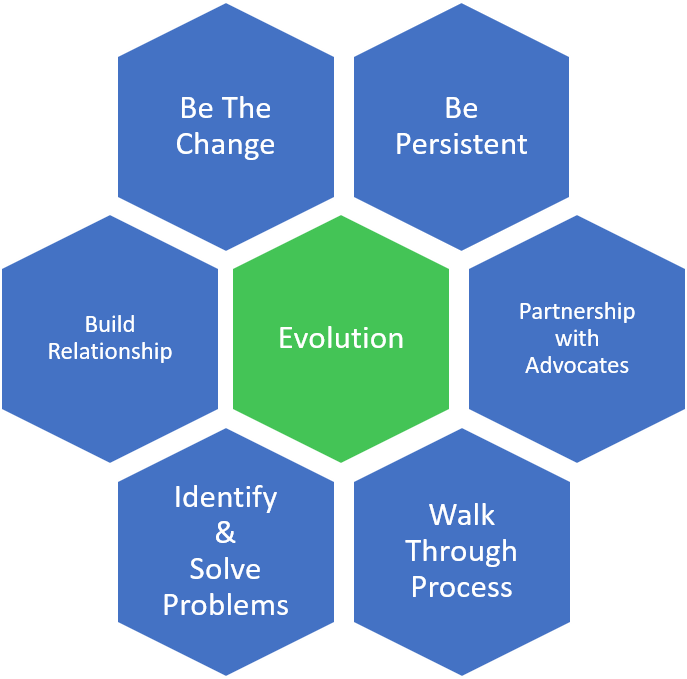 Be The
Change
Be
Persistent
Build
Relationship
Evolution
Partnership
with
Advocates
Identify
&
Solve
Problems
Walk
Through
Process